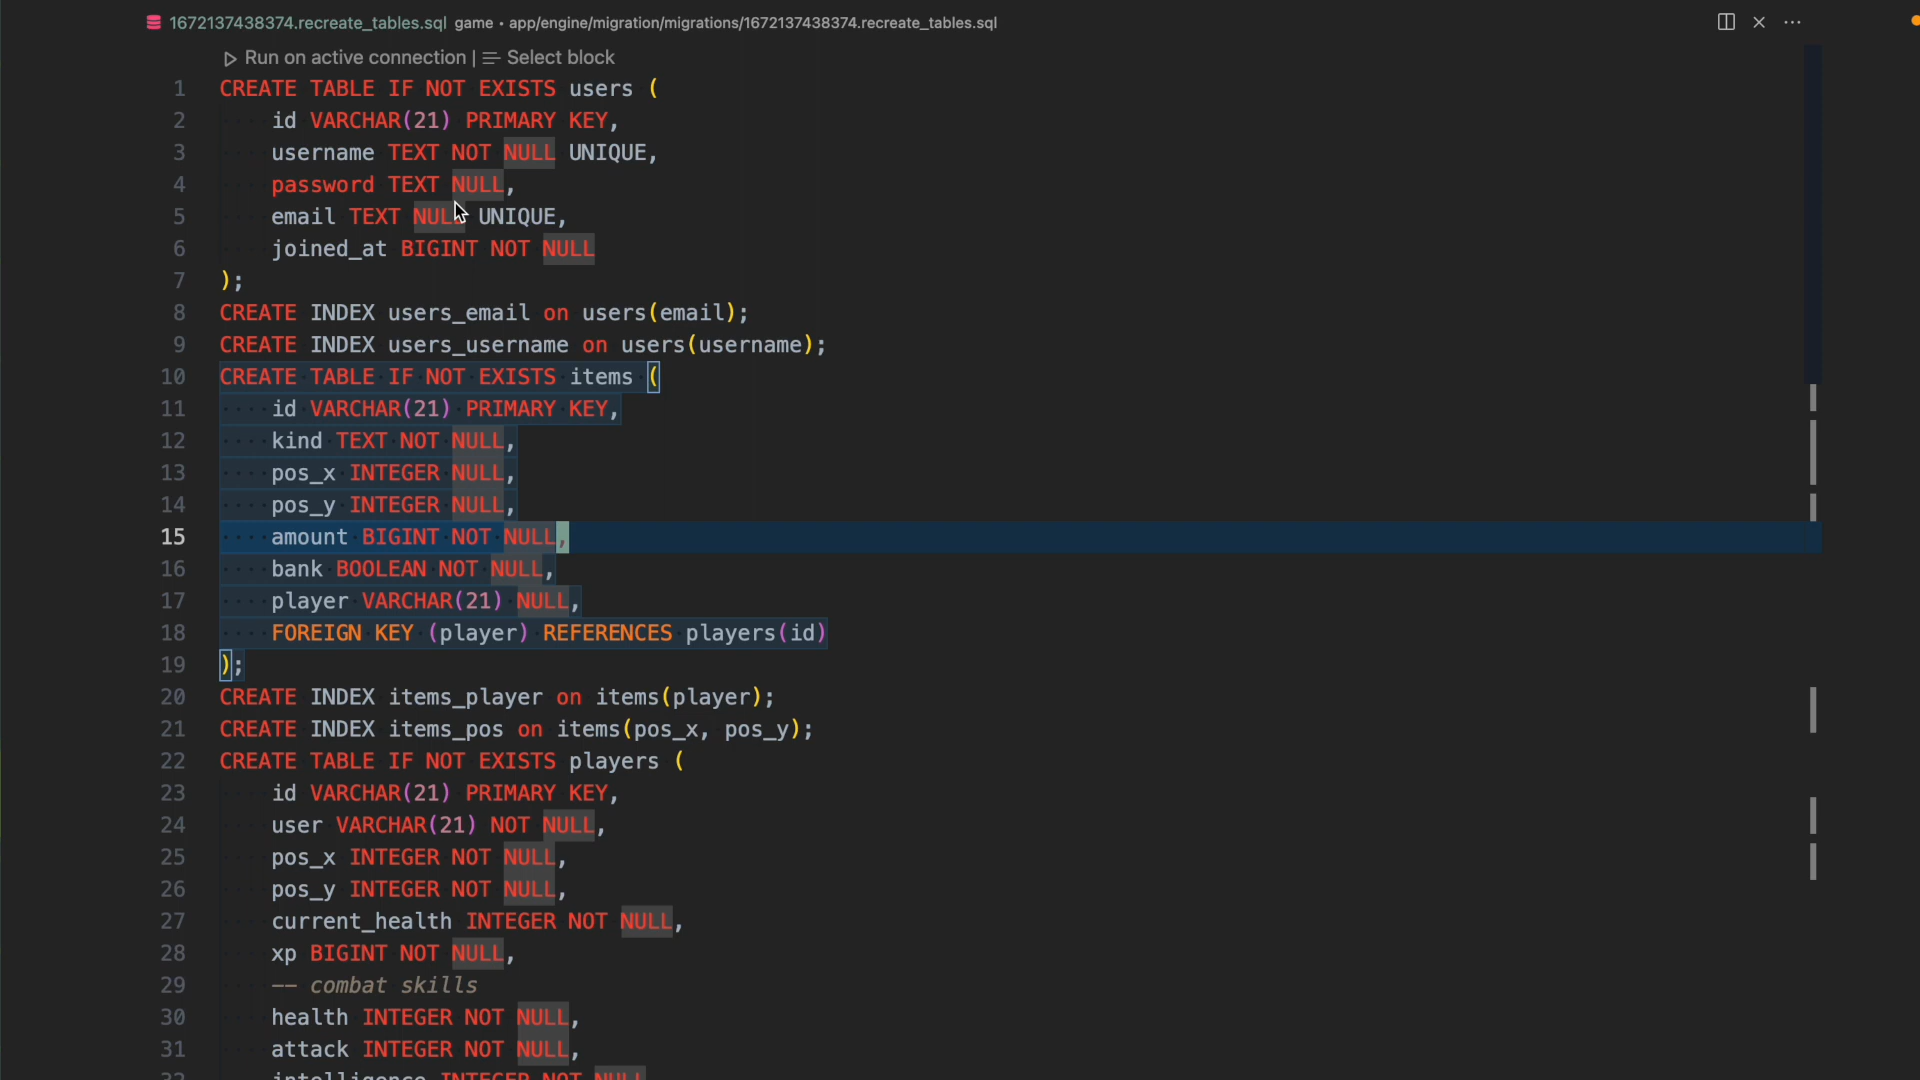 1672137438374.recreate_tables.sql game • app/engine/migration/migrations/1672137438374.recreate_tables.sql
Run on active connection | Select block
1 CREATE TABLE IF NOT EXISTS users (
2 id VARCHAR(21) PRIMARY KEY,
3 username TEXT NOT NULL UNIQUE,
4 password TEXT NULL,
5 email TEXT NULL UNIQUE,
6 joined_at BIGINT NOT NULL
7 );
8 CREATE INDEX users_email on users(email);
9 CREATE INDEX users_username on users(username);
10 CREATE TABLE IF NOT EXISTS items (
11 id VARCHAR(21) PRIMARY KEY,
12 kind TEXT NOT NULL,
13 pos_x INTEGER NULL,
14 pos_y INTEGER NULL,
15 amount BIGINT NOT NULL,
16 bank BOOLEAN NOT NULL,
17 player VARCHAR(21) NULL,
18 FOREIGN KEY (player) REFERENCES players(id)
19 );
20 CREATE INDEX items_player on items(player);
21 CREATE INDEX items_pos on items(pos_x, pos_y);
22 CREATE TABLE IF NOT EXISTS players (
23 id VARCHAR(21) PRIMARY KEY,
24 user VARCHAR(21) NOT NULL,
25 pos_x INTEGER NOT NULL,
26 pos_y INTEGER NOT NULL,
27 current_health INTEGER NOT NULL,
28 xp BIGINT NOT NULL,
29 -- combat skills
30 health INTEGER NOT NULL,
31 attack INTEGER NOT NULL,
32 intelligence INTEGER NOT NULL